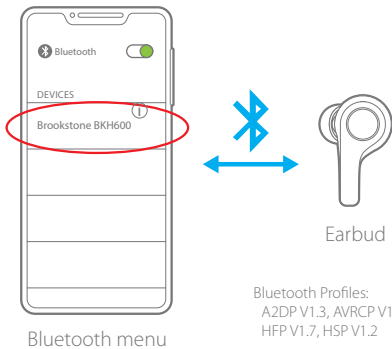 Bluetooth
DEVICES
Brookstone BKH600
Earbud
Bluetooth Profiles:
A2DP V1.3, AVRCP V1
HFP V1.7, HSP V1.2
Bluetooth menu